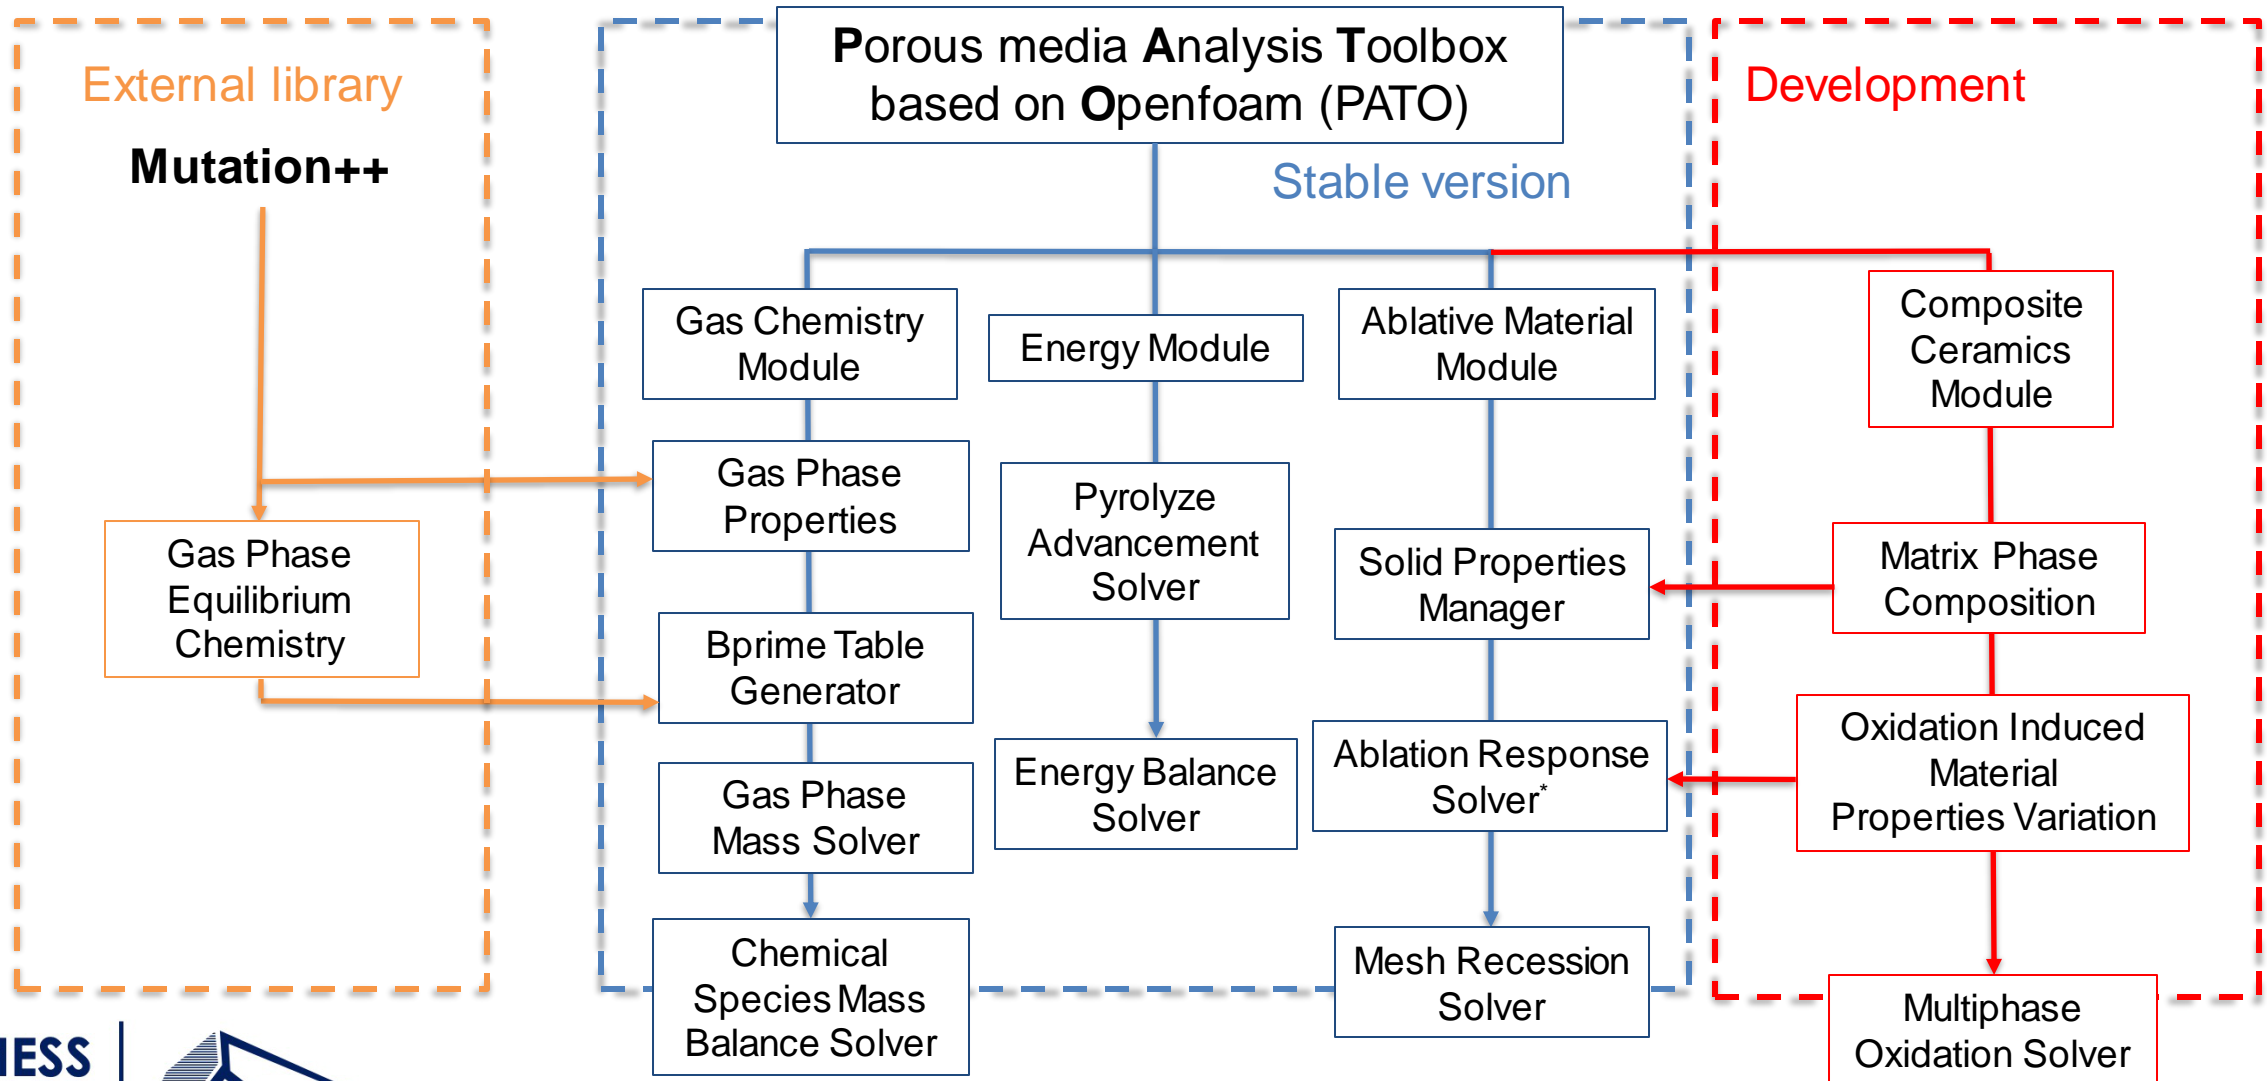 External library
Mutation++
Gas Phase
Equilibrium
Chemistry
Porous media Analysis Toolbox
based on Openfoam (PATO)
Stable version
Gas Chemistry
Module
Gas Phase
Properties
Bprime Table
Generator
Gas Phase
Mass Solver
Chemical
Species Mass
Balance Solver
Energy Module
Pyrolyze
Advancement
Solver
Energy Balance
Solver
Ablative Material
Module
Solid Properties
Manager
Ablation Response
Solver*
Mesh Recession
Solver
Development
Composite
Ceramics
Module
Matrix Phase
Composition
Oxidation Induced
Material
Properties Variation
Multiphase
Oxidation Solver